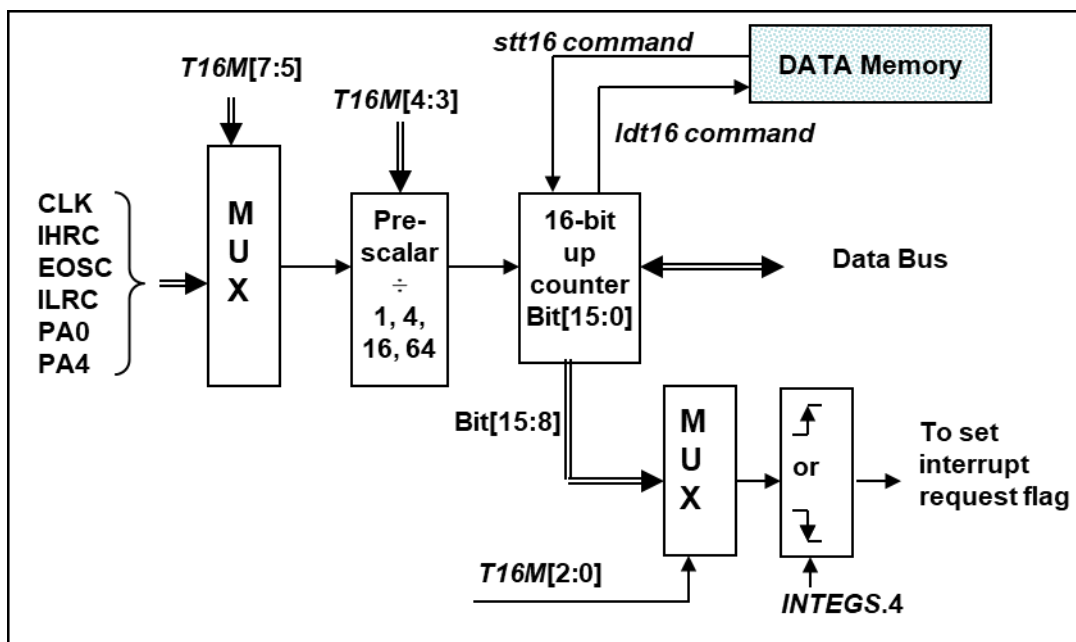 stt16 command
DATA Memory
T16M[7:5]
T16M[4:3]
ldt16 command
CLK
IHRC
EOSC
ILRC
PA0
PA4
M
U
X
Pre-
scalar
÷
1, 4,
16, 64
16-bit
up
counter
Bit[15:0]
Data Bus
Bit[15:8]
M
U
X
or
To set
interrupt
request flag
T16M[2:0]
INTEGS.4